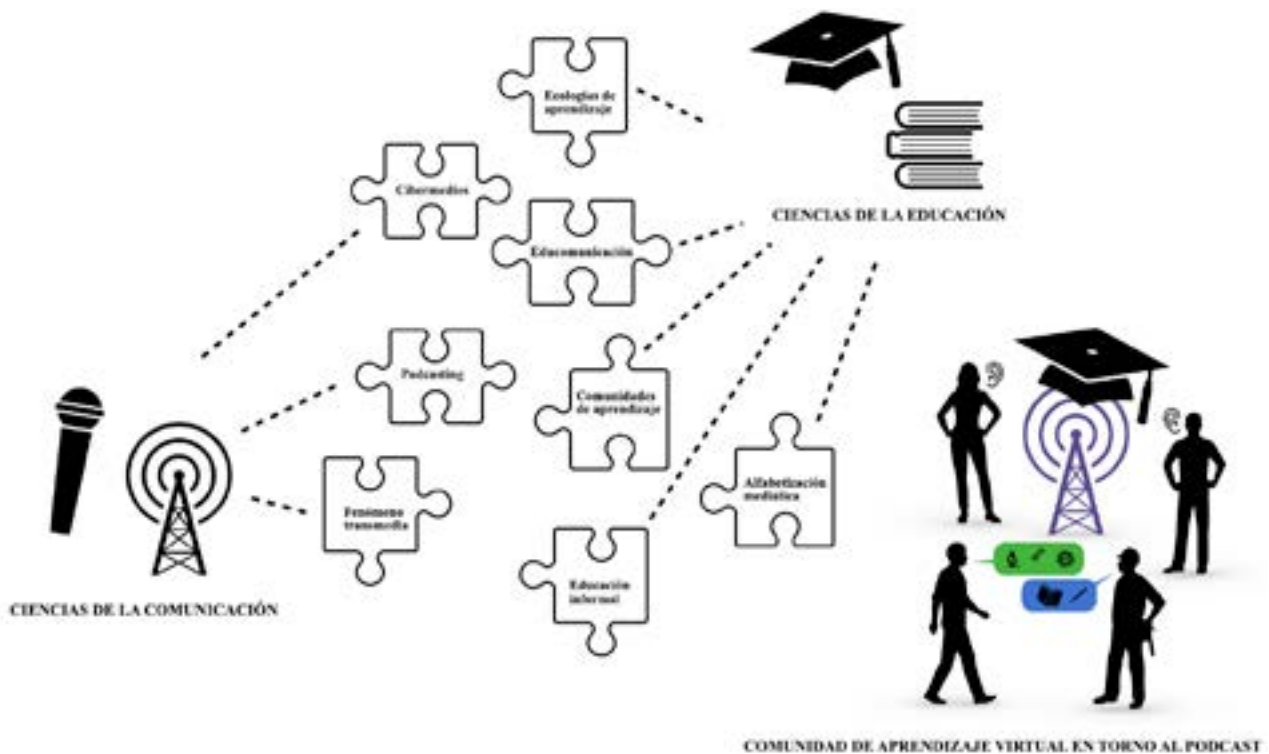 Ecologías de
aprendizaje
Cibermedios
CIENCIAS DE LA EDUCACIÓN
Educomunicación
Podcasting
Comunidades
de aprendizaje
Alfabetización
mediática
Fenómeno
transmedia
Educación
informal
CIENCIAS DE LA COMUNICACIÓN
COMUNIDAD DE APRENDIZAJE VIRTUAL EN TORNO AL PODCAST